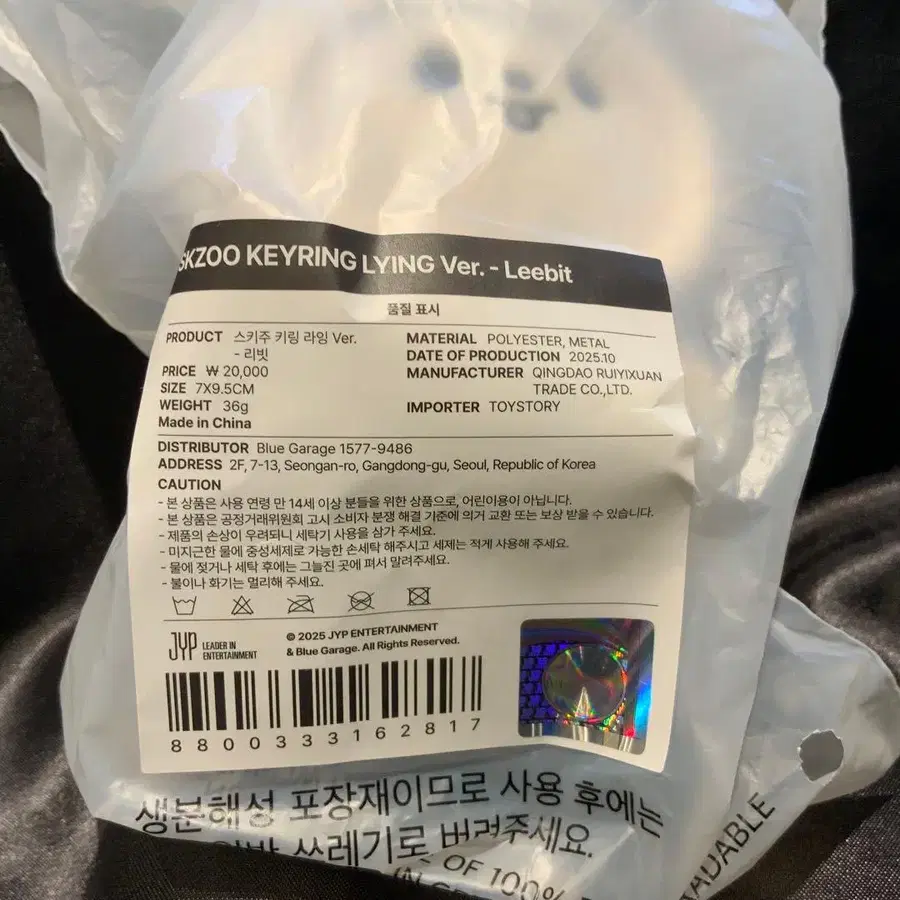 SKZOO KEYRING LYING Ver. - Leebit
품질 표시
PRODUCT 스키주 키링 라잉 Ver.
- 리빗
PRICE ₩ 20,000
SIZE 7X9.5CM
WEIGHT 36g
Made in China
MATERIAL POLYESTER, METAL
DATE OF PRODUCTION 2025.10
MANUFACTURER QINGDAO RUIYIXUAN
TRADE CO.,LTD.
IMPORTER TOYSTORY
DISTRIBUTOR Blue Garage 1577-9486
ADDRESS 2F, 7-13, Seongan-ro, Gangdong-gu, Seoul, Republic of Korea
CAUTION
- 본 상품은 사용 연령 만 14세 이상 분들을 위한 상품으로, 어린이용이 아닙니다.
- 본 상품은 공정거래위원회 고시 소비자 분쟁 해결 기준에 의거 교환 또는 보상 받을 수 있습니다.
- 제품의 손상이 우려되니 세탁기 사용을 삼가 주세요.
- 미지근한 물에 중성세제로 가능한 손세탁 해주시고 세제는 적게 사용해 주세요.
- 물에 젖거나 세탁 후에는 그늘진 곳에 펴서 말려주세요.
- 불이나 화기는 멀리해 주세요.
JYP LEADER IN
ENTERTAINMENT
© 2025 JYP ENTERTAINMENT
& Blue Garage. All Rights Reserved.
8800333162817
생분해성 포장재이므로 사용 후에는
쓰레기로 버려주세요.
OF 100%